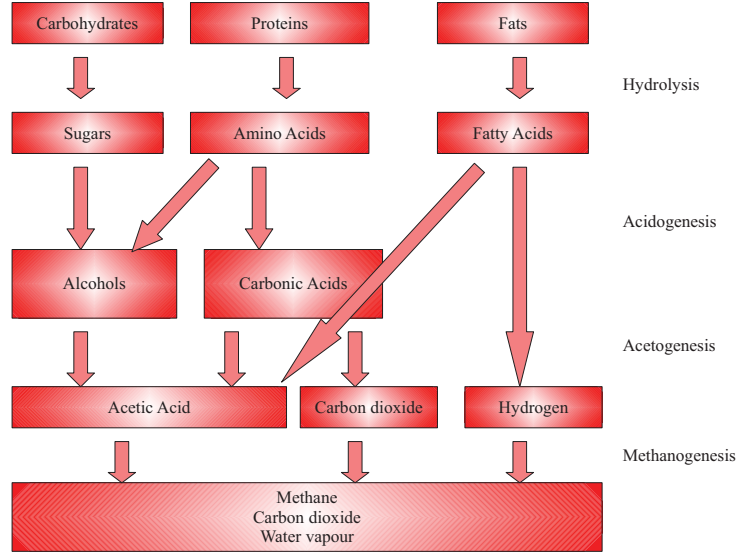 Carbohydrates
Proteins
Fats
Hydrolysis
Sugars
Amino Acids
Fatty Acids
Acidogenesis
Alcohols
Carbonic Acids
Acetogenesis
Acetic Acid
Carbon dioxide
Hydrogen
Methanogenesis
Methane
Carbon dioxide
Water vapour